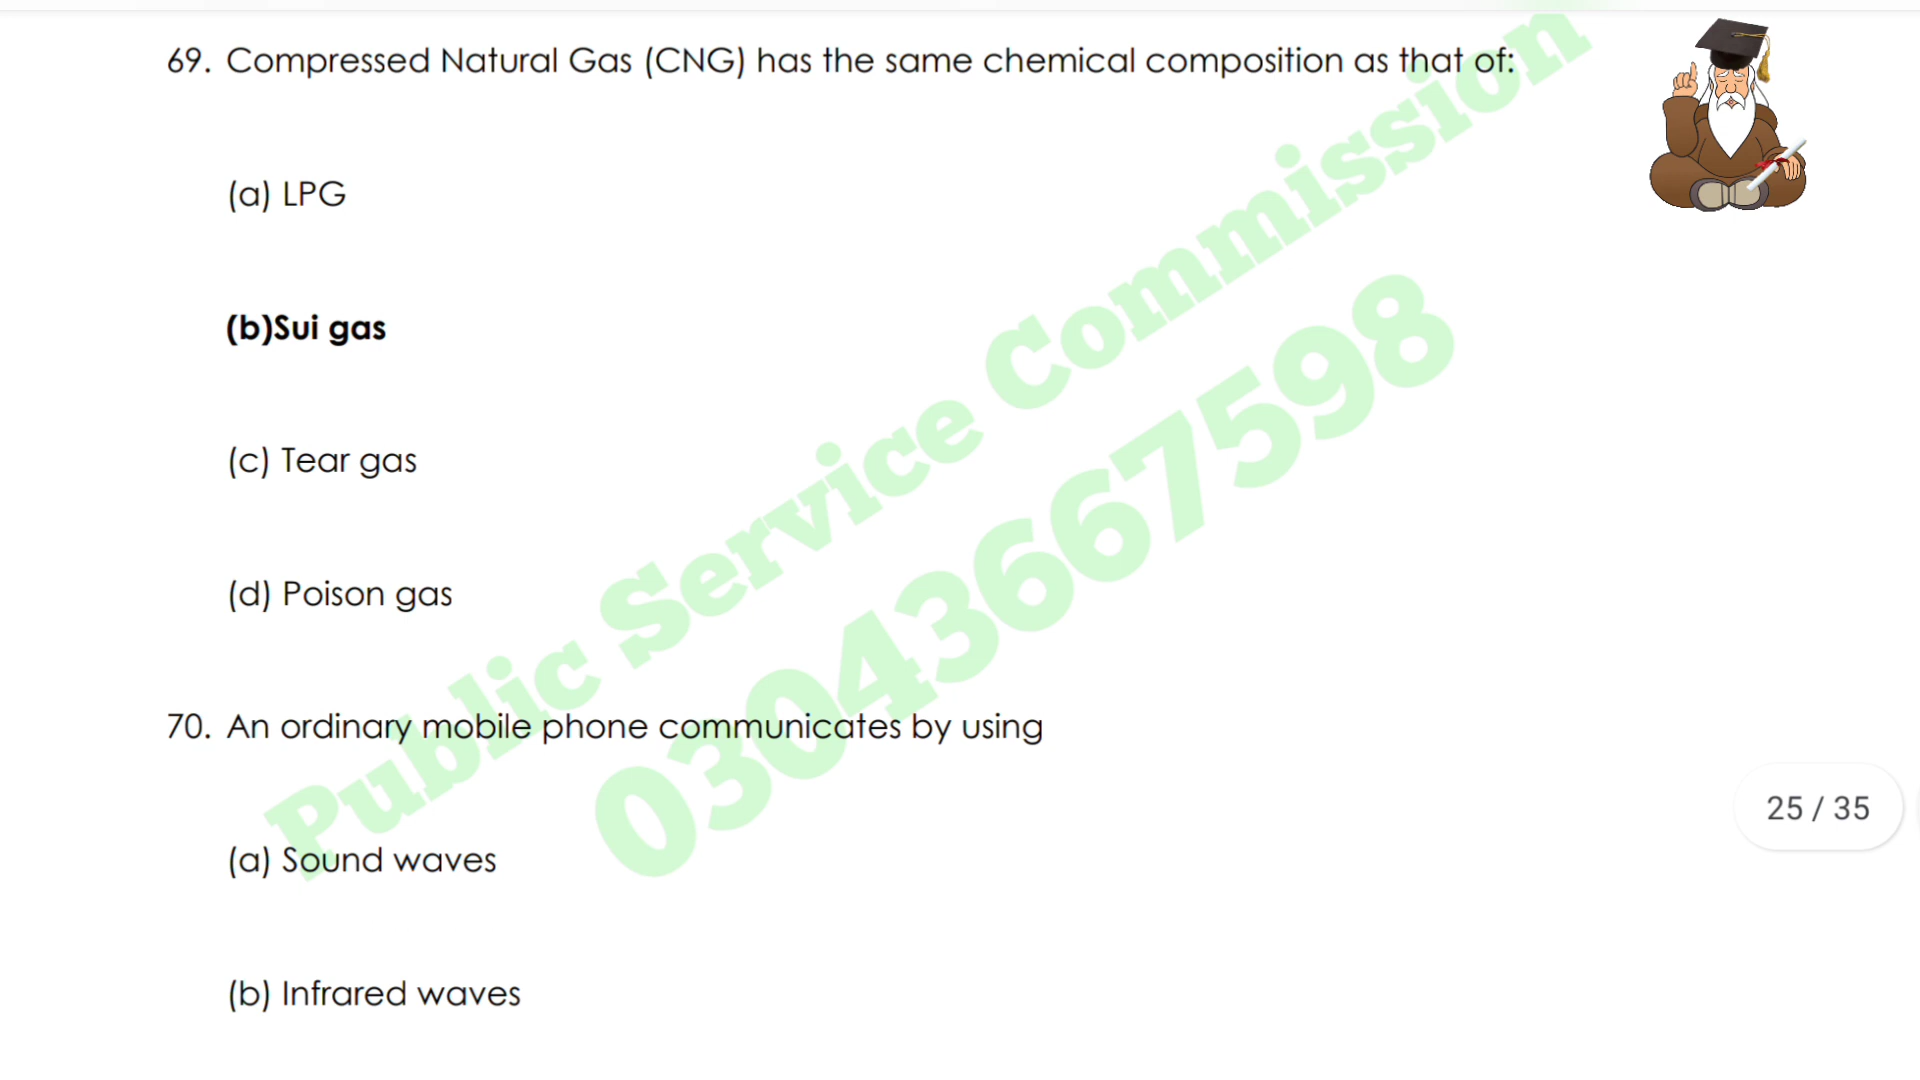 69. Compressed Natural Gas (CNG) has the same chemical composition as that of:
(a) LPG
(b)Sui gas
(c) Tear gas
(d) Poison gas
70. An ordinary mobile phone communicates by using
(a) Sound waves
(b) Infrared waves
Public Service Commission
03043667598
25 / 35